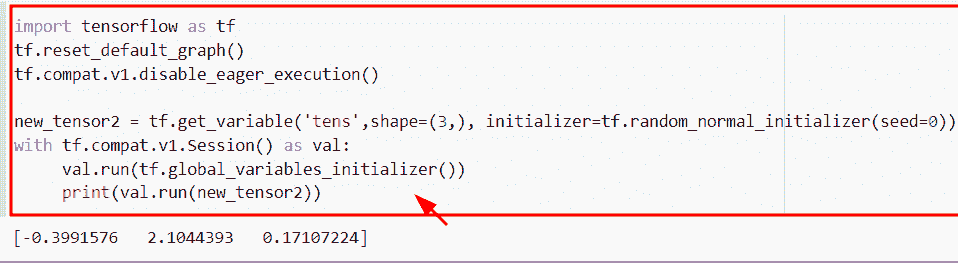 import tensorflow as tf
tf.reset_default_graph()
tf.compat.v1.disable_eager_execution()
new_tensor2 = tf.get_variable('tens',shape=(3,), initializer=tf.random_normal_initializer(seed=0))
with tf.compat.v1.Session() as val:
val.run(tf.global_variables_initializer())
print(val.run(new_tensor2))
[-0.3991576 2.1044393 0.17107224]